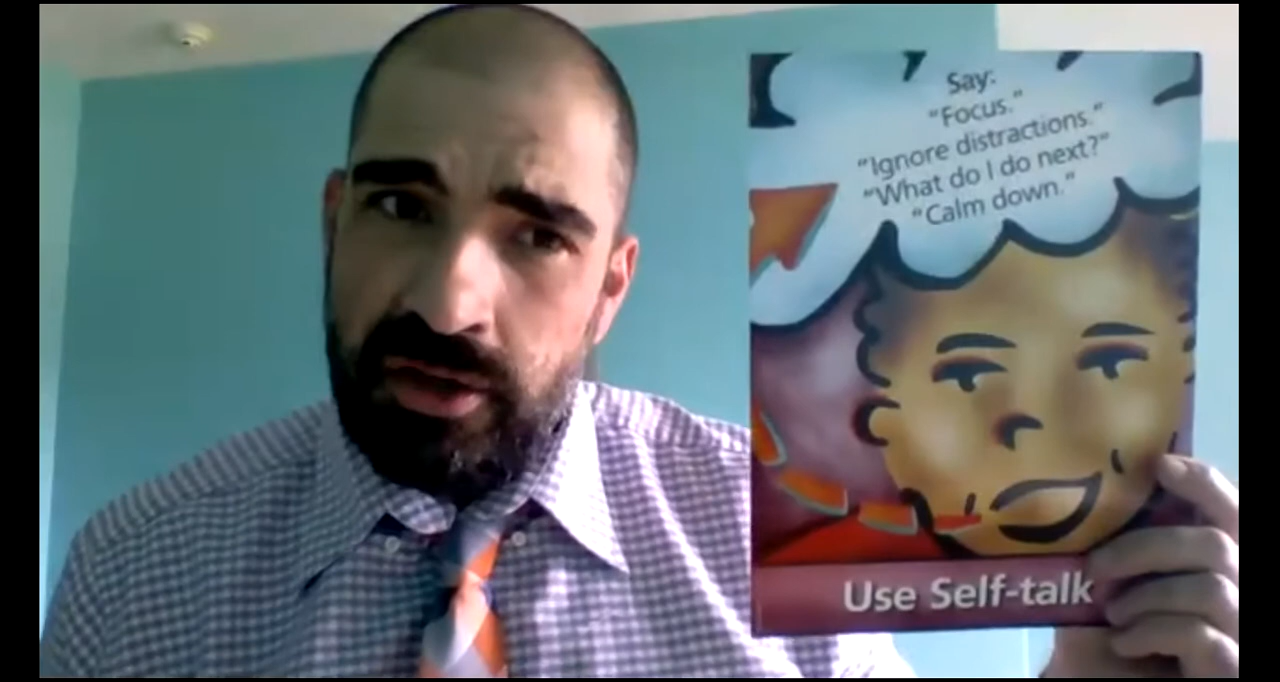 Say:
"Focus."
"Ignore distractions."
"What do I do next?"
"Calm down."
Use Self-talk